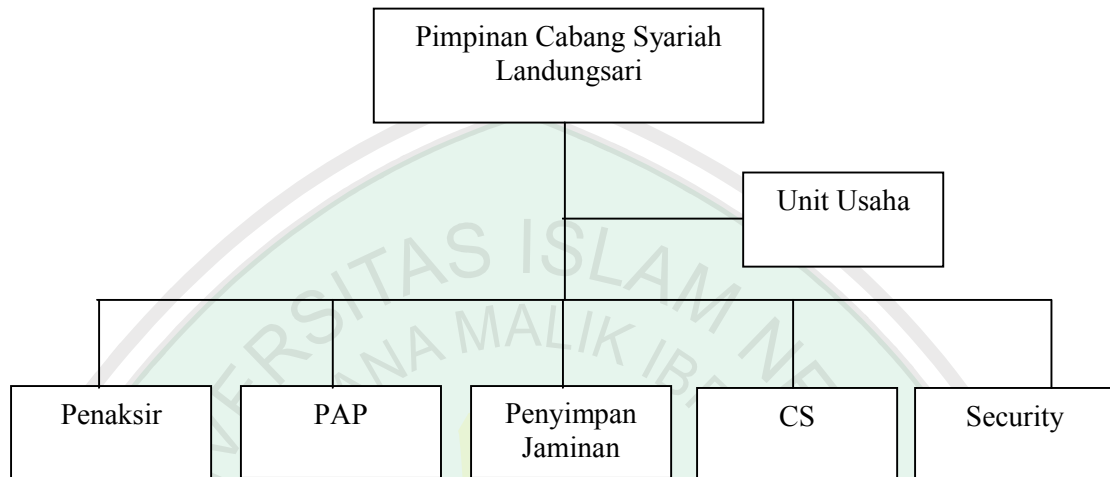 Pimpinan Cabang Syariah
Landungsari
Unit Usaha
Penaksir
PAP
Penyimpan
Jaminan
CS
Security